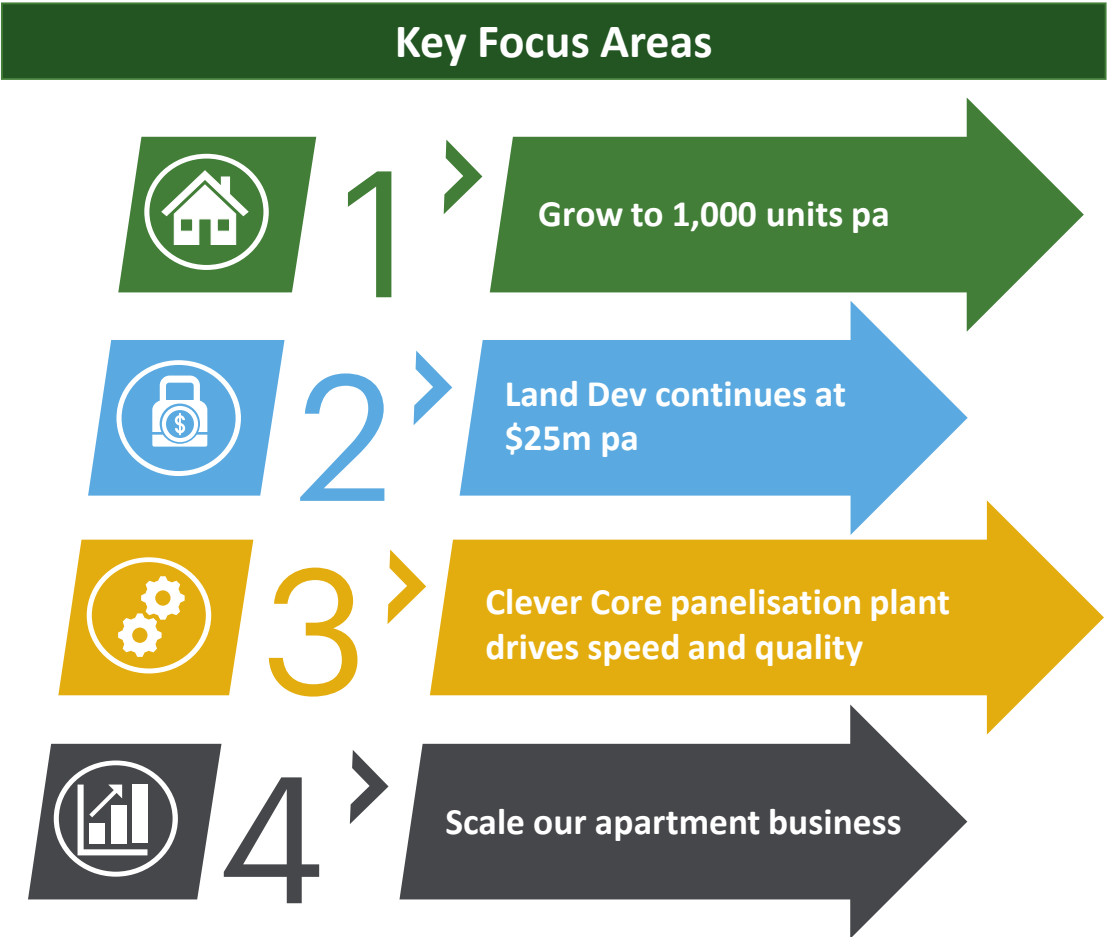 Key Focus Areas
1
Grow to 1,000 units pa
2
Land Dev continues at
$25m pa
$
3
Clever Core panelisation plant
drives speed and quality
4
Scale our apartment business